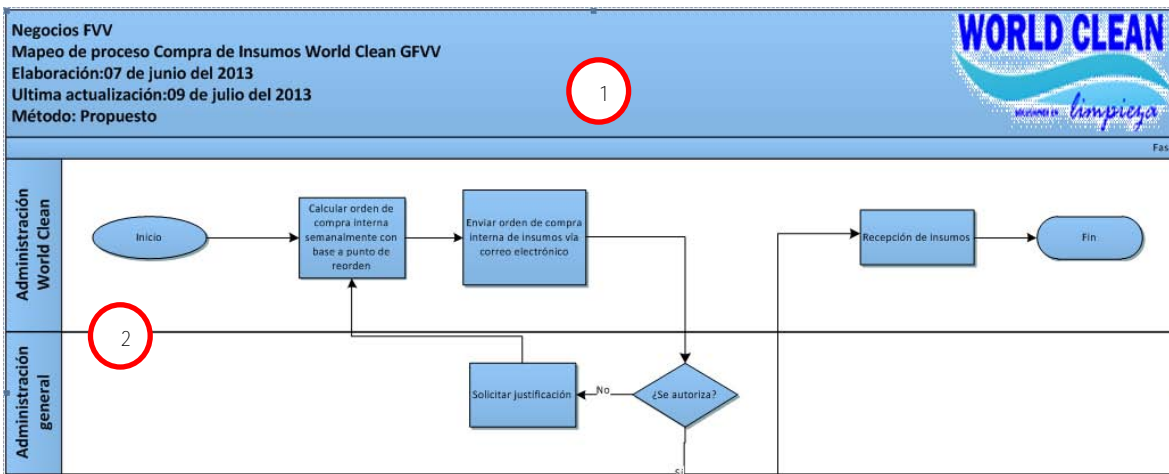 Negocios FVV
Mapeo de proceso Compra de Insumos World Clean GFVV
Elaboración:07 de junio del 2013
Ultima actualización:09 de julio del 2013
Método: Propuesto
1
WORLD CLEAN
SOLUCIONES EN limpieza
Fas
Administración
World Clean
Inicio
Calcular orden de
compra interna
semanalmente con
base a punto de
reorden
Enviar orden de compra
interna de insumos vía
correo electrónico
Recepción de Insumos
Fin
2
Administración
general
Solicitar justificación
No
¿Se autoriza?
Si